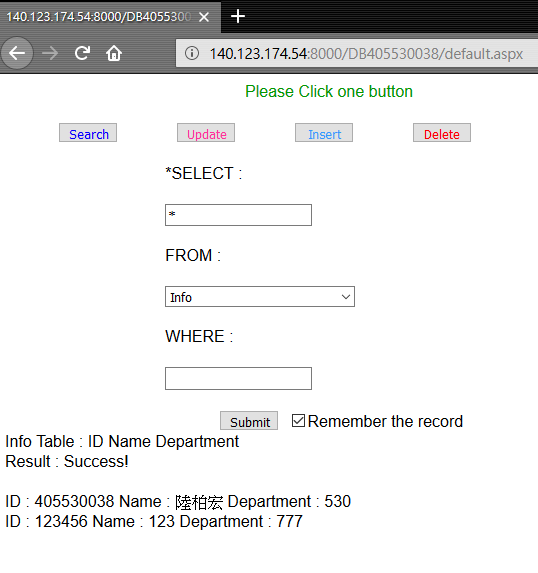 140.123.174.54:8000/DB4055300
140.123.174.54:8000/DB405530038/default.aspx
Please Click one button
Search Update Insert Delete
*SELECT :
*
FROM :
Info
WHERE :
Submit Remember the record
Info Table : ID Name Department
Result : Success!
ID : 405530038 Name : 陸柏宏 Department : 530
ID : 123456 Name : 123 Department : 777